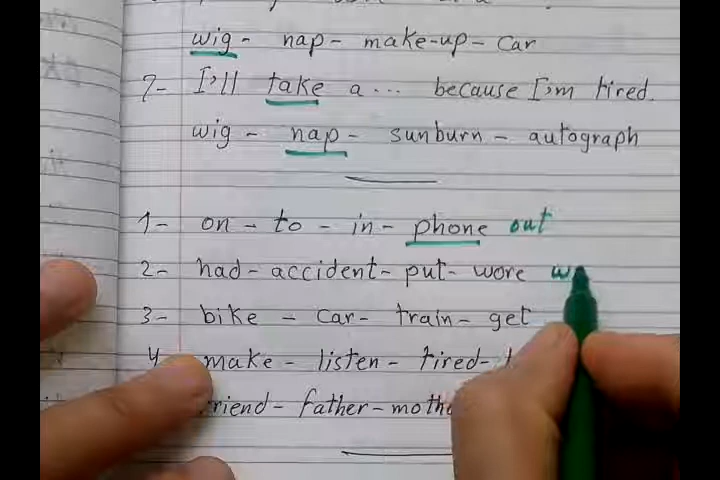 wig - nap - make-up - car
7- I'll take a ... because I'm tired.
wig - nap - sunburn - autograph
1- on - to - in - phone out
2- had - accident - put - wore w
3- bike - car - train - get
4 make - listen - tired -
friend - father -